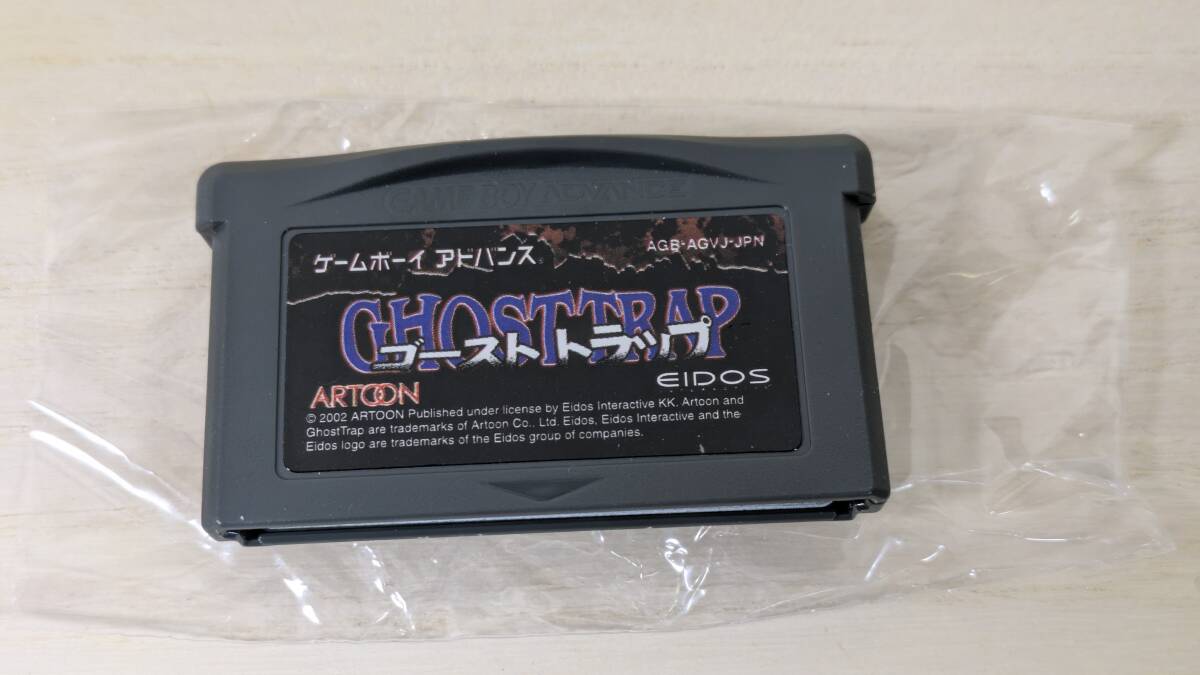 GAME BOY ADVANCE
ゲームボーイ アドバンス
AGB-AGVJ-JPN
GHOST TRAP
ゴーストトラップ
ARTOON
EIDOS
© 2002 ARTOON Published under license by Eidos Interactive KK. Artoon and
GhostTrap are trademarks of Artoon Co., Ltd. Eidos, Eidos Interactive and the
Eidos logo are trademarks of the Eidos group of companies.